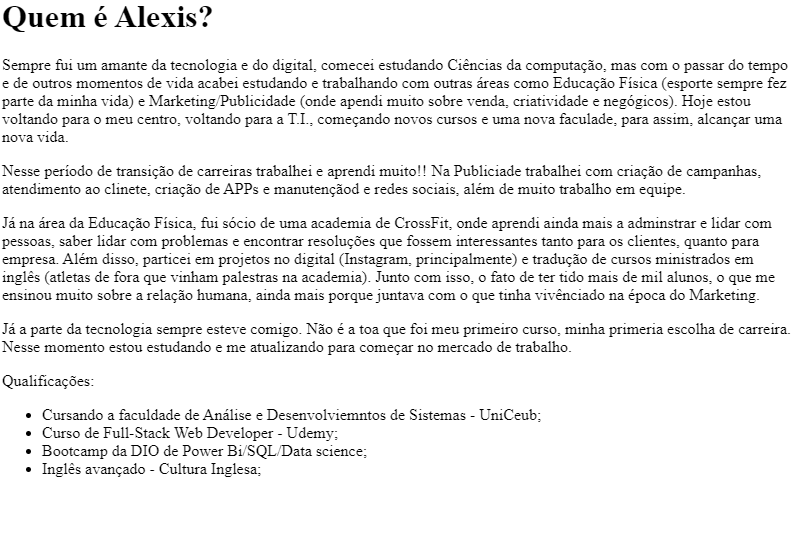 Quem é Alexis?
Sempre fui um amante da tecnologia e do digital, comecei estudando Ciências da computação, mas com o passar do tempo
e de outros momentos de vida acabei estudando e trabalhando com outras áreas como Educação Física (esporte sempre fez
parte da minha vida) e Marketing/Publicidade (onde apendi muito sobre venda, criatividade e negógicos). Hoje estou
voltando para o meu centro, voltando para a T.I., começando novos cursos e uma nova faculade, para assim, alcançar uma
nova vida.
Nesse período de transição de carreiras trabalhei e aprendi muito!! Na Publiciade trabalhei com criação de campanhas,
atendimento ao clinete, criação de APPs e manutençãod e redes sociais, além de muito trabalho em equipe.
Já na área da Educação Física, fui sócio de uma academia de CrossFit, onde aprendi ainda mais a adminstrar e lidar com
pessoas, saber lidar com problemas e encontrar resoluções que fossem interessantes tanto para os clientes, quanto para
empresa. Além disso, particei em projetos no digital (Instagram, principalmente) e tradução de cursos ministrados em
inglês (atletas de fora que vinham palestras na academia). Junto com isso, o fato de ter tido mais de mil alunos, o que me
ensinou muito sobre a relação humana, ainda mais porque juntava com o que tinha vivênciado na época do Marketing.
Já a parte da tecnologia sempre esteve comigo. Não é a toa que foi meu primeiro curso, minha primeria escolha de carreira.
Nesse momento estou estudando e me atualizando para começar no mercado de trabalho.
Qualificações:
• Cursando a faculdade de Análise e Desenvolviemntos de Sistemas - UniCeub;
• Curso de Full-Stack Web Developer - Udemy;
• Bootcamp da DIO de Power Bi/SQL/Data science;
• Inglês avançado - Cultura Inglesa;